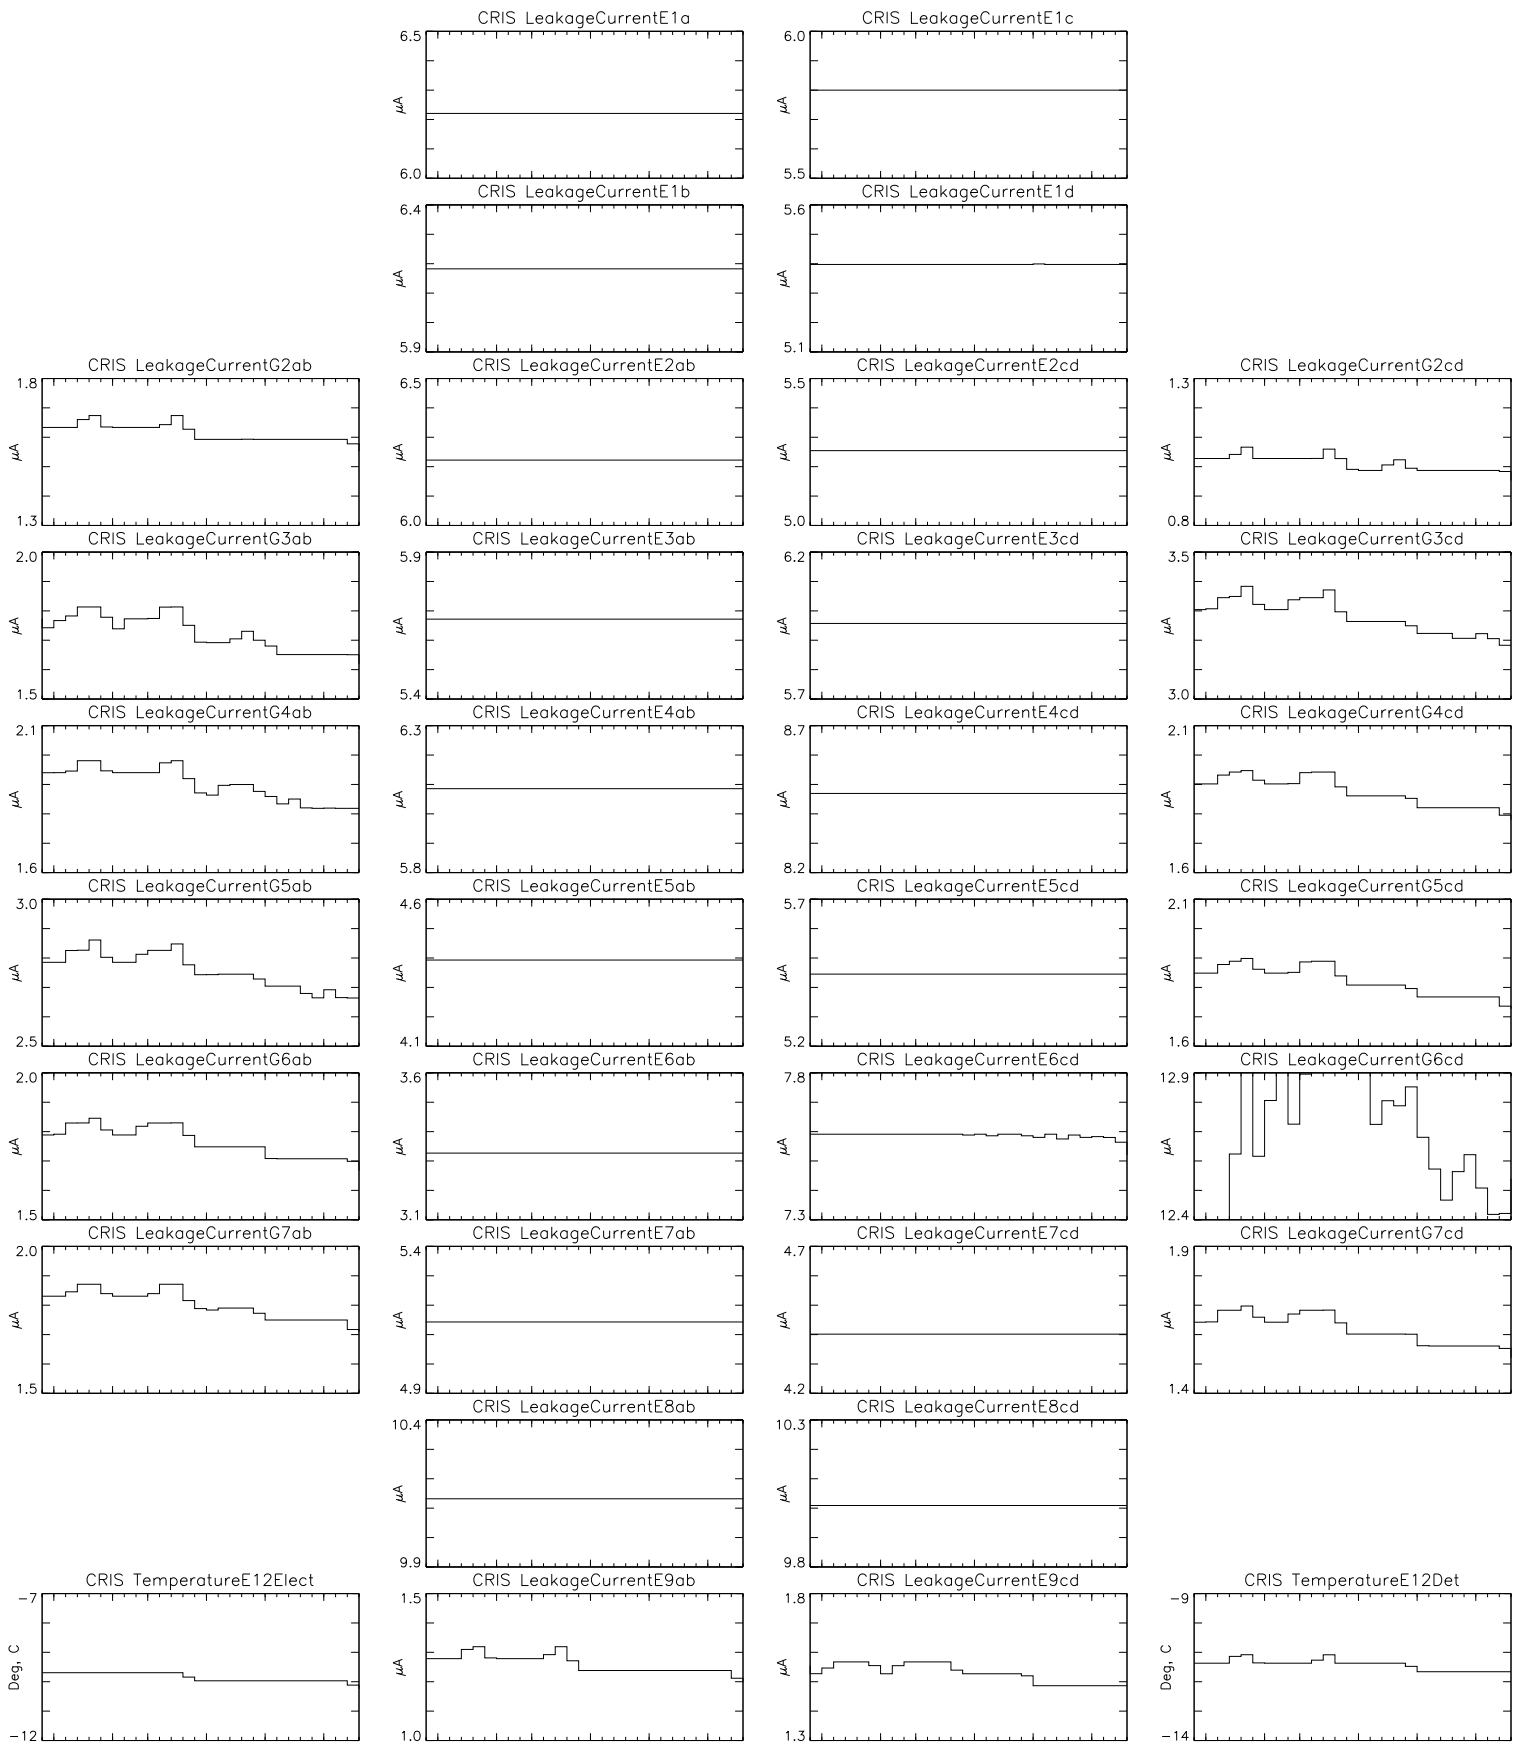 CRIS LeakageCurrentE1a
6.5
μA
6.0
CRIS LeakageCurrentE1c
6.0
μA
5.5
CRIS LeakageCurrentE1b
6.4
μA
5.9
CRIS LeakageCurrentE1d
5.6
μA
5.1
CRIS LeakageCurrentG2ab
1.8
μA
1.3
CRIS LeakageCurrentE2ab
6.5
μA
6.0
CRIS LeakageCurrentE2cd
5.5
μA
5.0
CRIS LeakageCurrentG2cd
1.3
μA
0.8
CRIS LeakageCurrentG3ab
2.0
μA
1.5
CRIS LeakageCurrentE3ab
5.9
μA
5.4
CRIS LeakageCurrentE3cd
6.2
μA
5.7
CRIS LeakageCurrentG3cd
3.5
μA
3.0
CRIS LeakageCurrentG4ab
2.1
μA
1.6
CRIS LeakageCurrentE4ab
6.3
μA
5.8
CRIS LeakageCurrentE4cd
8.7
μA
8.2
CRIS LeakageCurrentG4cd
2.1
μA
1.6
CRIS LeakageCurrentG5ab
3.0
μA
2.5
CRIS LeakageCurrentE5ab
4.6
μA
4.1
CRIS LeakageCurrentE5cd
5.7
μA
5.2
CRIS LeakageCurrentG5cd
2.1
μA
1.6
CRIS LeakageCurrentG6ab
2.0
μA
1.5
CRIS LeakageCurrentE6ab
3.6
μA
3.1
CRIS LeakageCurrentE6cd
7.8
μA
7.3
CRIS LeakageCurrentG6cd
12.9
μA
12.4
CRIS LeakageCurrentG7ab
2.0
μA
1.5
CRIS LeakageCurrentE7ab
5.4
μA
4.9
CRIS LeakageCurrentE7cd
4.7
μA
4.2
CRIS LeakageCurrentG7cd
1.9
μA
1.4
CRIS LeakageCurrentE8ab
10.4
μA
9.9
CRIS LeakageCurrentE8cd
10.3
μA
9.8
CRIS TemperatureE12Elect
−7
Deg, C
−12
CRIS LeakageCurrentE9ab
1.5
μA
1.0
CRIS LeakageCurrentE9cd
1.8
μA
1.3
CRIS TemperatureE12Det
−9
Deg, C
−14